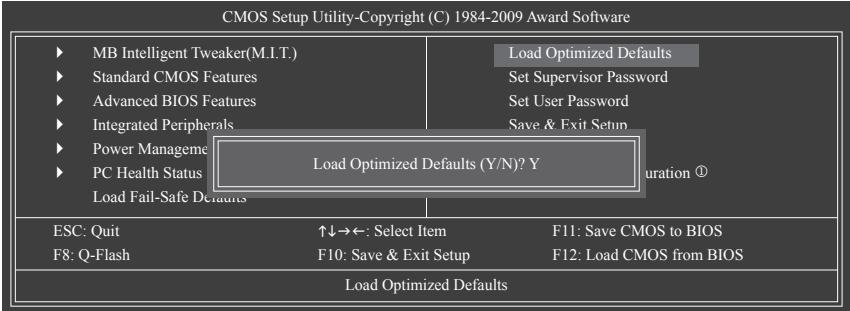 CMOS Setup Utility-Copyright (C) 1984-2009 Award Software
MB Intelligent Tweaker(M.I.T.)
Standard CMOS Features
Advanced BIOS Features
Integrated Peripherals
Power Manageme
PC Health Status
Load Fail-Safe Defaults
Load Optimized Defaults
Set Supervisor Password
Set User Password
Save & Exit Setup
uration ①
Load Optimized Defaults (Y/N)? Y
ESC: Quit ↑↓→←: Select Item F11: Save CMOS to BIOS
F8: Q-Flash F10: Save & Exit Setup F12: Load CMOS from BIOS
Load Optimized Defaults